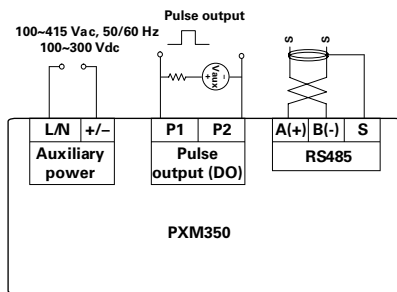 Pulse output
100~415 Vac, 50/60 Hz
100~300 Vdc
S S
+ Vaux −
L/N +/− P1 P2 A(+) B(-) S
Auxiliary power
Pulse output (DO)
RS485
PXM350